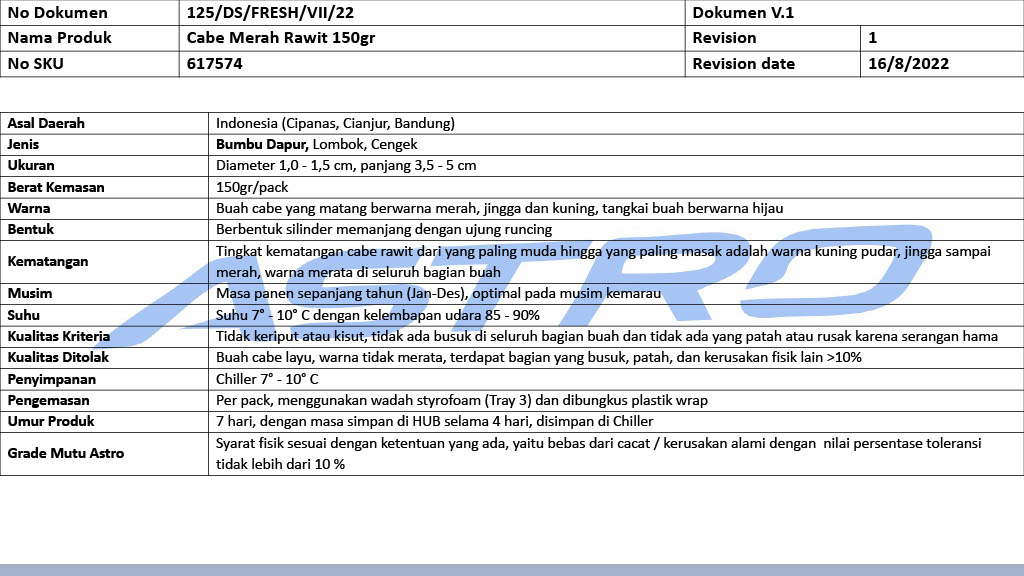 No Dokumen 125/DS/FRESH/VII/22 Dokumen V.1
Nama Produk Cabe Merah Rawit 150gr Revision 1
No SKU 617574 Revision date 16/8/2022
Asal Daerah Indonesia (Cipanas, Cianjur, Bandung)
Jenis Bumbu Dapur, Lombok, Cengek
Ukuran Diameter 1,0 - 1,5 cm, panjang 3,5 - 5 cm
Berat Kemasan 150gr/pack
Warna Buah cabe yang matang berwarna merah, jingga dan kuning, tangkai buah berwarna hijau
Bentuk Berbentuk silinder memanjang dengan ujung runcing
Kematangan Tingkat kematangan cabe rawit dari yang paling muda hingga yang paling masak adalah warna kuning pudar, jingga sampai
merah, warna merata di seluruh bagian buah
Musim Masa panen sepanjang tahun (Jan-Des), optimal pada musim kemarau
Suhu Suhu 7° - 10° C dengan kelembapan udara 85 - 90%
Kualitas Kriteria Tidak keriput atau kisut, tidak ada busuk di seluruh bagian buah dan tidak ada yang patah atau rusak karena serangan hama
Kualitas Ditolak Buah cabe layu, warna tidak merata, terdapat bagian yang busuk, patah, dan kerusakan fisik lain >10%
Penyimpanan Chiller 7° - 10° C
Pengemasan Per pack, menggunakan wadah styrofoam (Tray 3) dan dibungkus plastik wrap
Umur Produk 7 hari, dengan masa simpan di HUB selama 4 hari, disimpan di Chiller
Grade Mutu Astro Syarat fisik sesuai dengan ketentuan yang ada, yaitu bebas dari cacat / kerusakan alami dengan nilai persentase toleransi
tidak lebih dari 10 %
ASTRO